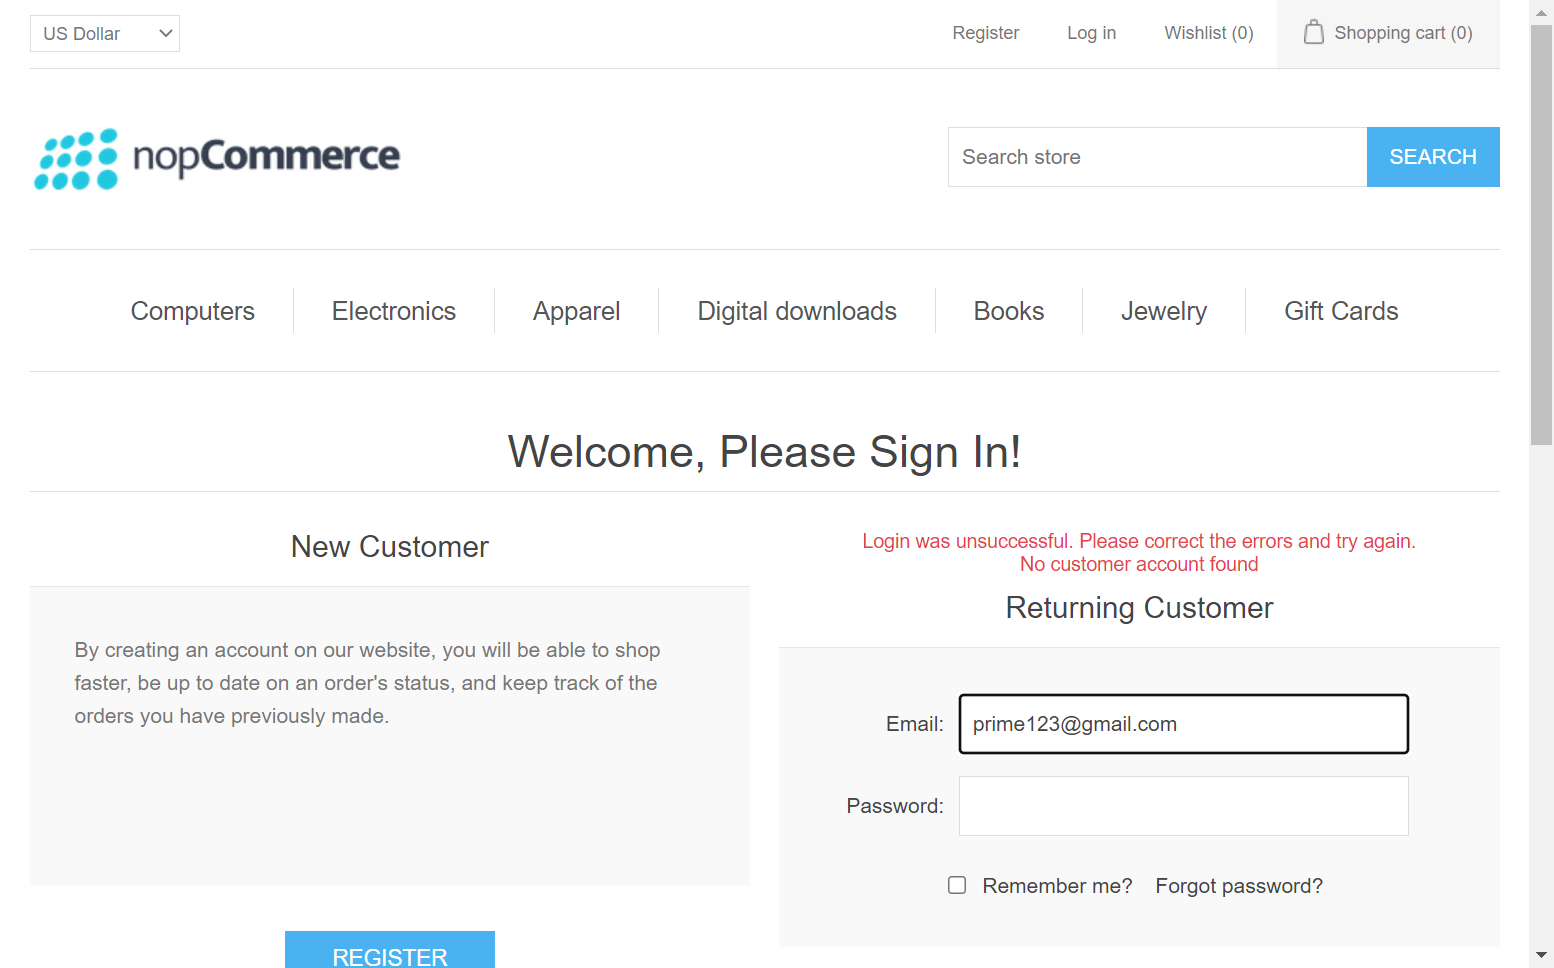 US Dollar
Register
Log in
Wishlist (0)
Shopping cart (0)
nopCommerce
Search store
SEARCH
Computers
Electronics
Apparel
Digital downloads
Books
Jewelry
Gift Cards
Welcome, Please Sign In!
New Customer
By creating an account on our website, you will be able to shop
faster, be up to date on an order's status, and keep track of the
orders you have previously made.
REGISTER
Login was unsuccessful. Please correct the errors and try again.
No customer account found
Returning Customer
Email:
prime123@gmail.com
Password:
Remember me?
Forgot password?